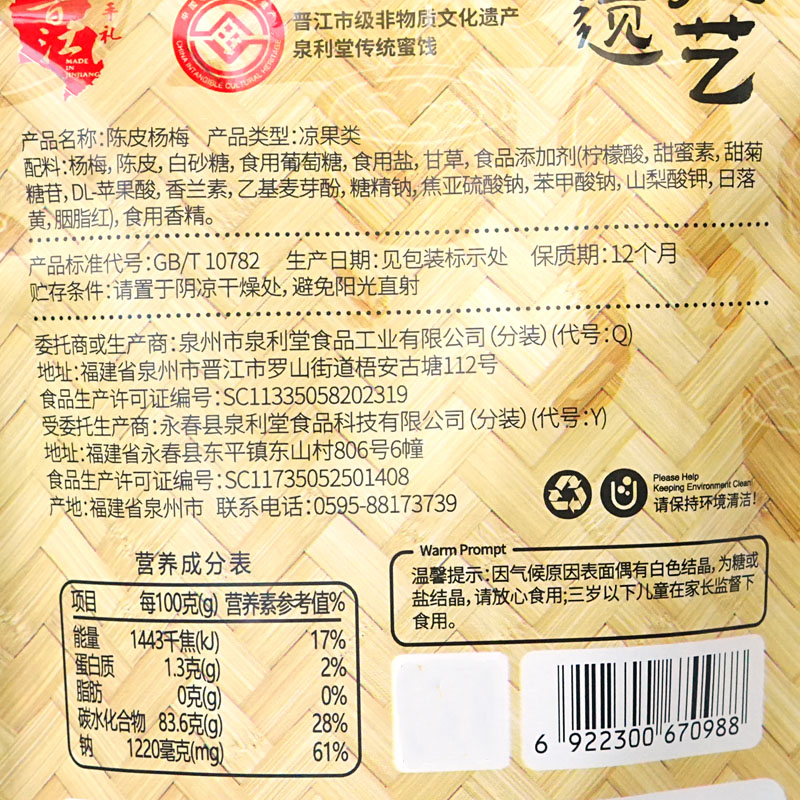 手礼
晋江
MADE IN JINJIANG
CHINA INTANGIBLE CULTURAL HERITAGE
晋江市级非物质文化遗产
泉利堂传统蜜饯
遗
艺
产品名称:陈皮杨梅 产品类型:凉果类
配料:杨梅, 陈皮, 白砂糖, 食用葡萄糖, 食用盐, 甘草, 食品添加剂(柠檬酸, 甜蜜素, 甜菊
糖苷, DL-苹果酸, 香兰素, 乙基麦芽酚, 糖精钠, 焦亚硫酸钠, 苯甲酸钠, 山梨酸钾, 日落
黄, 胭脂红), 食用香精。
产品标准代号:GB/T 10782 生产日期:见包装标示处 保质期:12个月
贮存条件:请置于阴凉干燥处, 避免阳光直射
委托商或生产商:泉州市泉利堂食品工业有限公司(分装)(代号:Q)
地址:福建省泉州市晋江市罗山街道梧安古塘112号
食品生产许可证编号:SC11335058202319
受委托生产商:永春县泉利堂食品科技有限公司(分装)(代号:Y)
地址:福建省永春县东平镇东山村806号6幢
食品生产许可证编号:SC11735052501408
产地:福建省泉州市 联系电话:0595-88173739
Please Help
Keeping Environment Clean
请保持环境清洁!
营养成分表
项目 每100克(g) 营养素参考值%
能量 1443千焦(kJ) 17%
蛋白质 1.3克(g) 2%
脂肪 0克(g) 0%
碳水化合物 83.6克(g) 28%
钠 1220毫克(mg) 61%
Warm Prompt
温馨提示:因气候原因表面偶有白色结晶, 为糖或
盐结晶, 请放心食用;三岁以下儿童在家长监督下
食用。
6 922300 670988